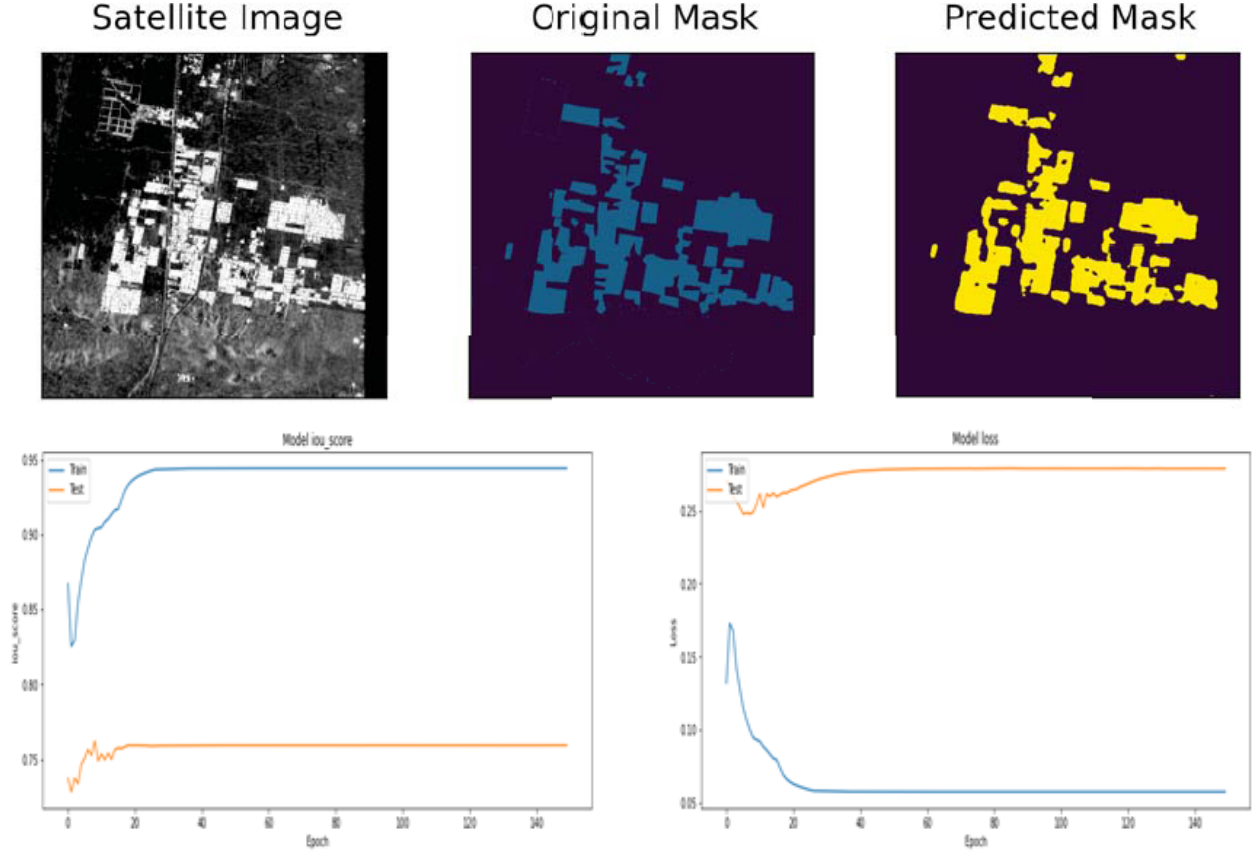 Satellite Image
Original Mask
Predicted Mask
Model iou_score
Train
Test
0.95
0.90
0.85
0.80
0.75
iou_score
0 20 40 60 80 100 120 140
Epoch
Model loss
Train
Test
0.25
0.20
0.15
0.10
0.05
Loss
0 20 40 60 80 100 120 140
Epoch